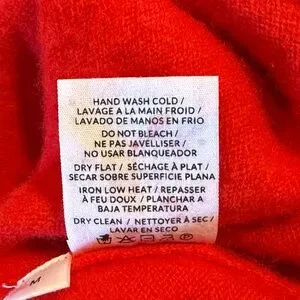 HAND WASH COLD /
LAVAGE A LA MAIN FROID /
LAVADO DE MANOS EN FRIO
DO NOT BLEACH /
NE PAS JAVELLISER /
NO USAR BLANQUEADOR
DRY FLAT / SÉCHAGE À PLAT /
SECAR SOBRE SUPERFICIE PLANA
IRON LOW HEAT / REPASSER
À FEU DOUX / PLANCHAR A
BAJA TEMPERATURA
DRY CLEAN / NETTOYER À SEC /
LAVAR EN SECO
M